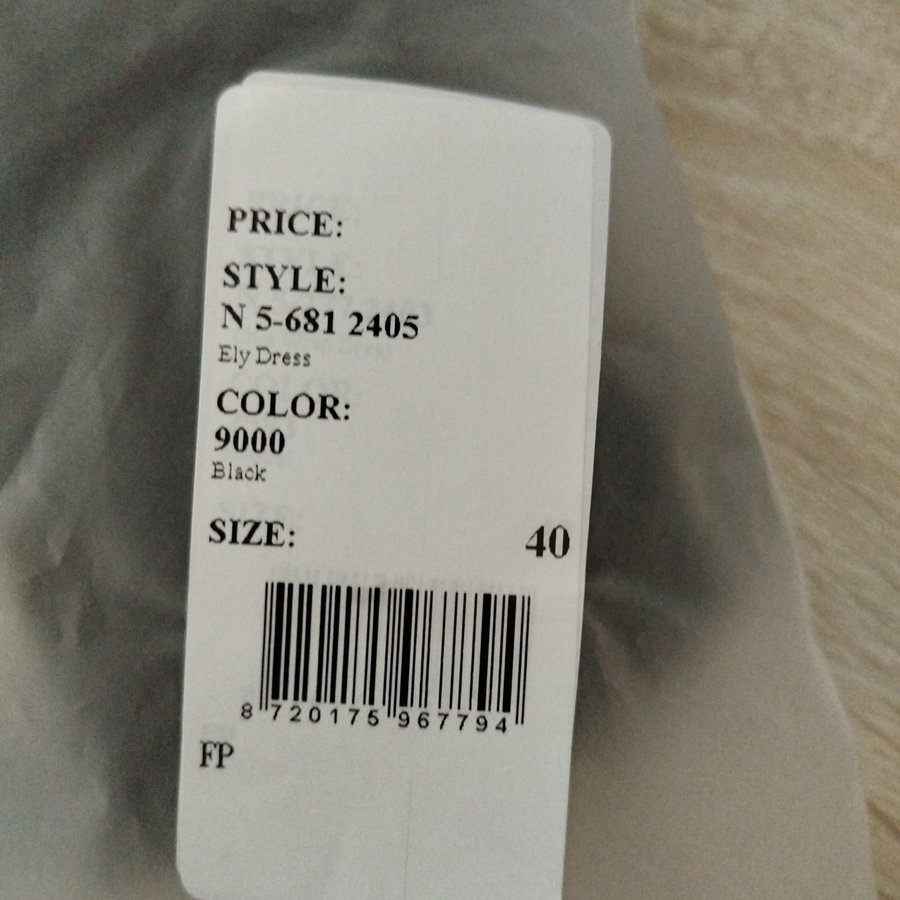 PRICE:
STYLE:
N 5-681 2405
Ely Dress
COLOR:
9000
Black
SIZE: 40
8 720175 967794
FP